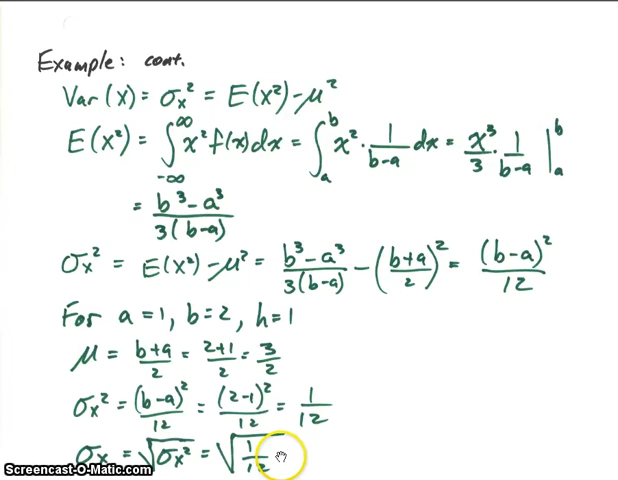 Example: cont.
Var(x) = σx² = E(x²) - μ²
E(x²) = ∫_{-∞}^{∞} x² f(x)dx = ∫_a^b x² · 1/(b-a) dx = x³/3 · 1/(b-a) |_a^b
= (b³ - a³)/(3(b-a))
σx² = E(x²) - μ² = (b³ - a³)/(3(b-a)) - ((b+a)/2)² = (b-a)²/12
For a = 1, b = 2, h = 1
μ = (b+a)/2 = (2+1)/2 = 3/2
σx² = (b-a)²/12 = (2-1)²/12 = 1/12
σx = √σx² = √(1/12)
Screencast-O-Matic.com